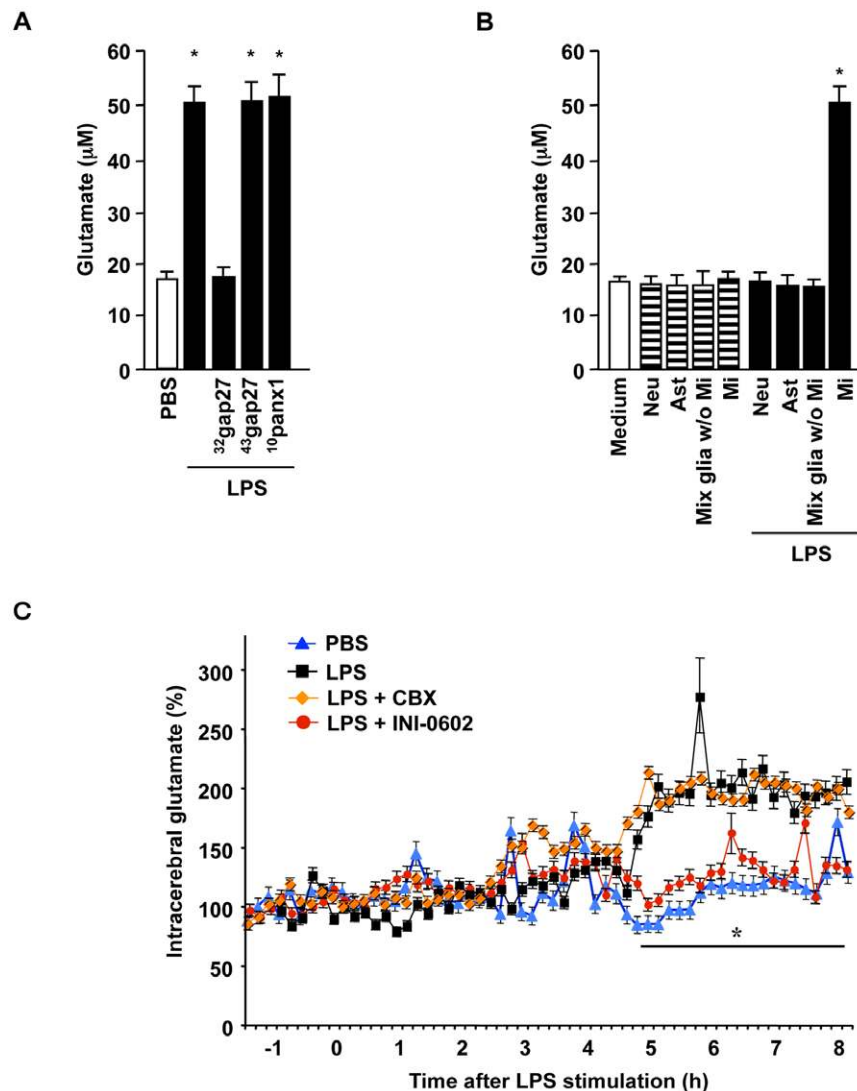 A
Glutamate (μM)
60
50
40
30
20
10
0
*
*
*
PBS
³²gap27
⁴³gap27
¹⁰panx1
LPS
B
Glutamate (μM)
60
50
40
30
20
10
0
*
Medium
Neu
Ast
Mix glia w/o Mi
Mi
Neu
Ast
Mix glia w/o Mi
Mi
LPS
C
Intracerebral glutamate (%)
300
250
200
150
100
50
0
PBS
LPS
LPS + CBX
LPS + INI-0602
*
-1 0 1 2 3 4 5 6 7 8
Time after LPS stimulation (h)